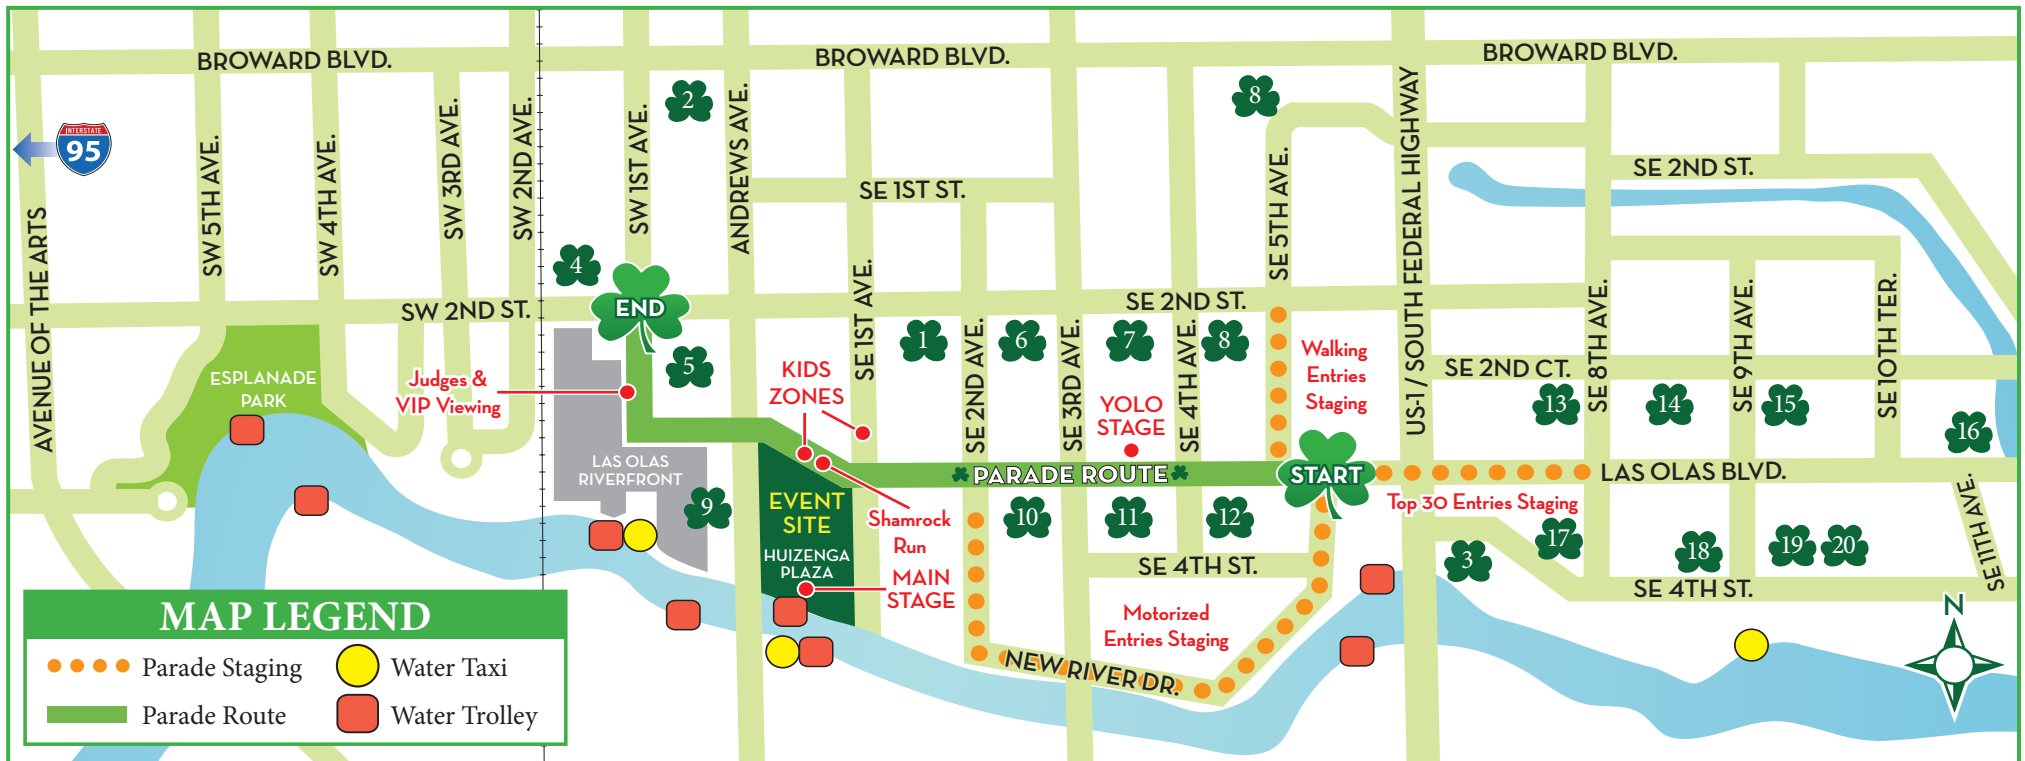 BROWARD BLVD.
BROWARD BLVD.
BROWARD BLVD.
INTERSTATE
95
AVENUE OF THE ARTS
SW 5TH AVE.
SW 4TH AVE.
SW 3RD AVE.
SW 2ND AVE.
SW 1ST AVE.
ANDREWS AVE.
SE 1ST ST.
SE 1ST AVE.
SE 5TH AVE.
US-1 / SOUTH FEDERAL HIGHWAY
SE 2ND ST.
2
8
4
END
SW 2ND ST.
SE 2ND ST.
5
1
6
7
8
SE 2ND AVE.
SE 3RD AVE.
SE 4TH AVE.
SE 8TH AVE.
SE 9TH AVE.
SE 10TH TER.
SE 2ND CT.
Walking
Entries
Staging
ESPLANADE
PARK
Judges &
VIP Viewing
KIDS
ZONES
YOLO
STAGE
13
14
15
16
LAS OLAS
RIVERFRONT
PARADE ROUTE
START
LAS OLAS BLVD.
Top 30 Entries Staging
9
EVENT
SITE
HUIZENGA
PLAZA
Shamrock
Run
MAIN
STAGE
10
11
12
3
17
18
19
20
SE 11TH AVE.
SE 4TH ST.
SE 4TH ST.
Motorized
Entries Staging
NEW RIVER DR.
N
MAP LEGEND
Parade Staging
Water Taxi
Parade Route
Water Trolley